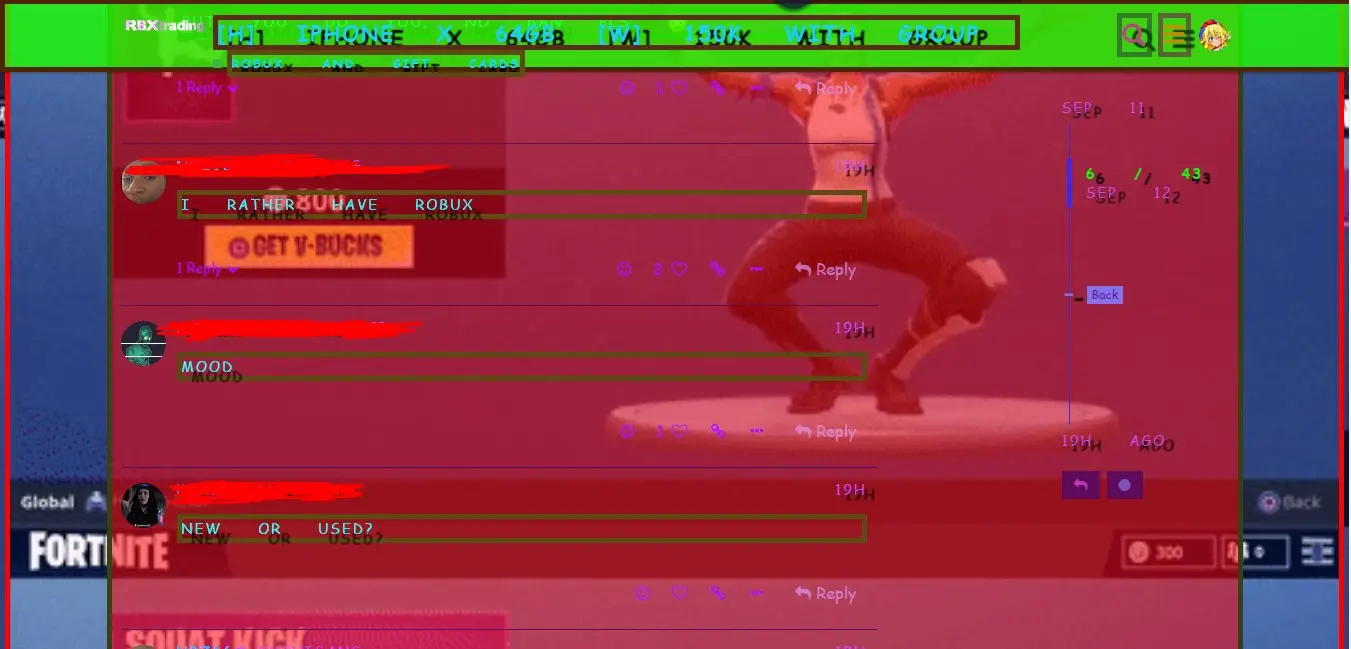 RBXtrading
[H] IPHONE X 64GB [W] 150K WITH GROUP
ROBUX AND GIFT CARDS
1 Reply
1
Reply
SEP 11
19H
800
I RATHER HAVE ROBUX
6 // 43
SEP 12
GET V-BUCKS
1 Reply
2
Reply
Back
19H
MOOD
1
Reply
19H AGO
19H
Global
Back
NEW OR USED?
FORTNITE
300
0
Reply
SQUAT KICK